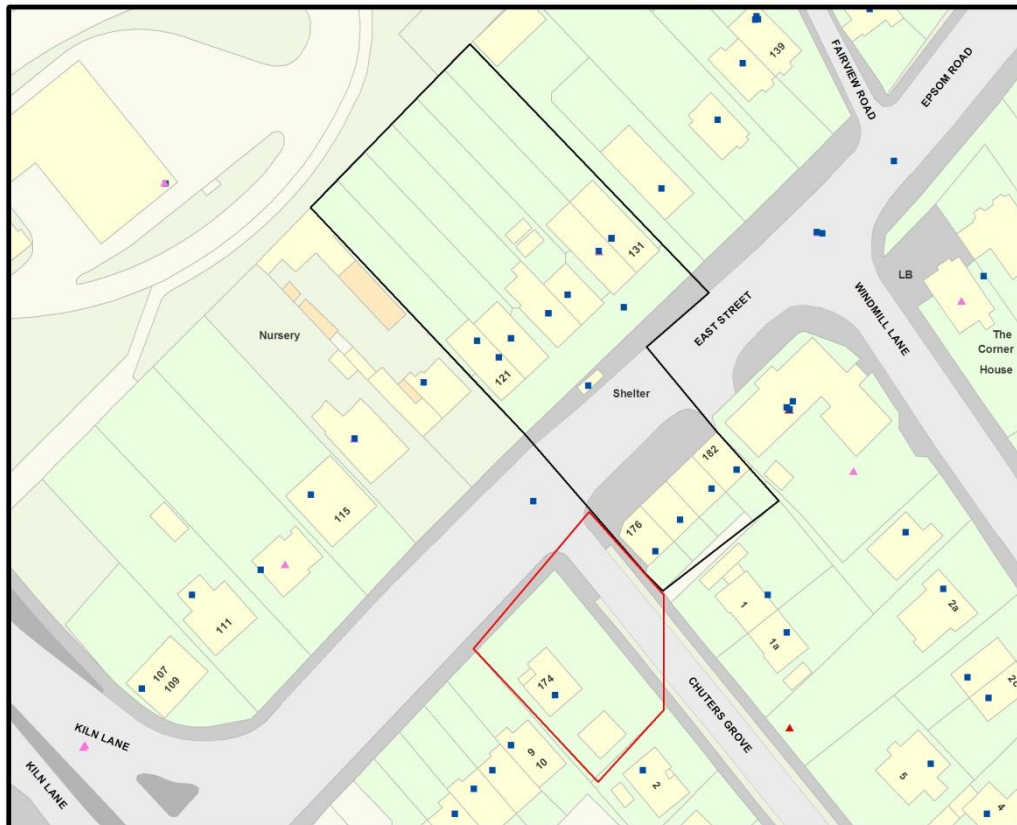 139
FAIRVIEW ROAD
EPSOM ROAD
131
LB
EAST STREET
WINDMILL LANE
The
Corner
House
Nursery
121
Shelter
182
115
176
111
1
2a
1a
107
109
174
2c
CHUTERS GROVE
KILN LANE
KILN LANE
9
10
2
5
4